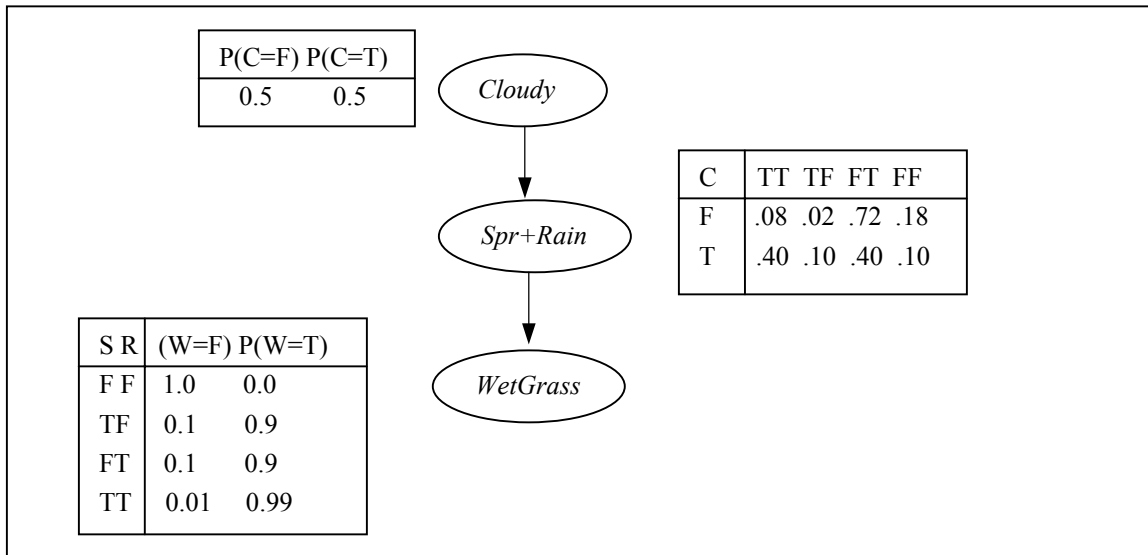 P(C=F) P(C=T)
0.5 0.5
Cloudy
C TT TF FT FF
F .08 .02 .72 .18
T .40 .10 .40 .10
Spr+Rain
S R (W=F) P(W=T)
F F 1.0 0.0
TF 0.1 0.9
FT 0.1 0.9
TT 0.01 0.99
WetGrass